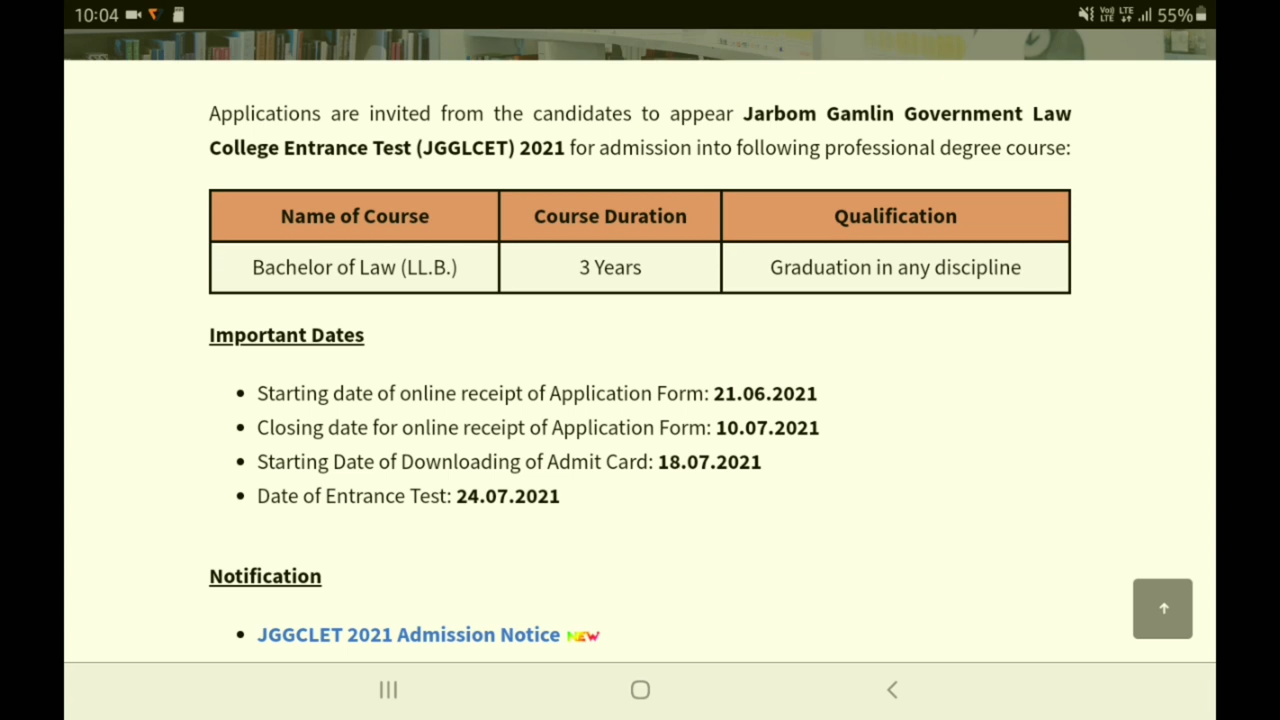 10:04
Vo) LTE
LTE
55%
Applications are invited from the candidates to appear Jarbom Gamlin Government Law
College Entrance Test (JGGLCET) 2021 for admission into following professional degree course:
Name of Course Course Duration Qualification
Bachelor of Law (LL.B.) 3 Years Graduation in any discipline
Important Dates
• Starting date of online receipt of Application Form: 21.06.2021
• Closing date for online receipt of Application Form: 10.07.2021
• Starting Date of Downloading of Admit Card: 18.07.2021
• Date of Entrance Test: 24.07.2021
Notification
• JGGCLET 2021 Admission Notice NEW